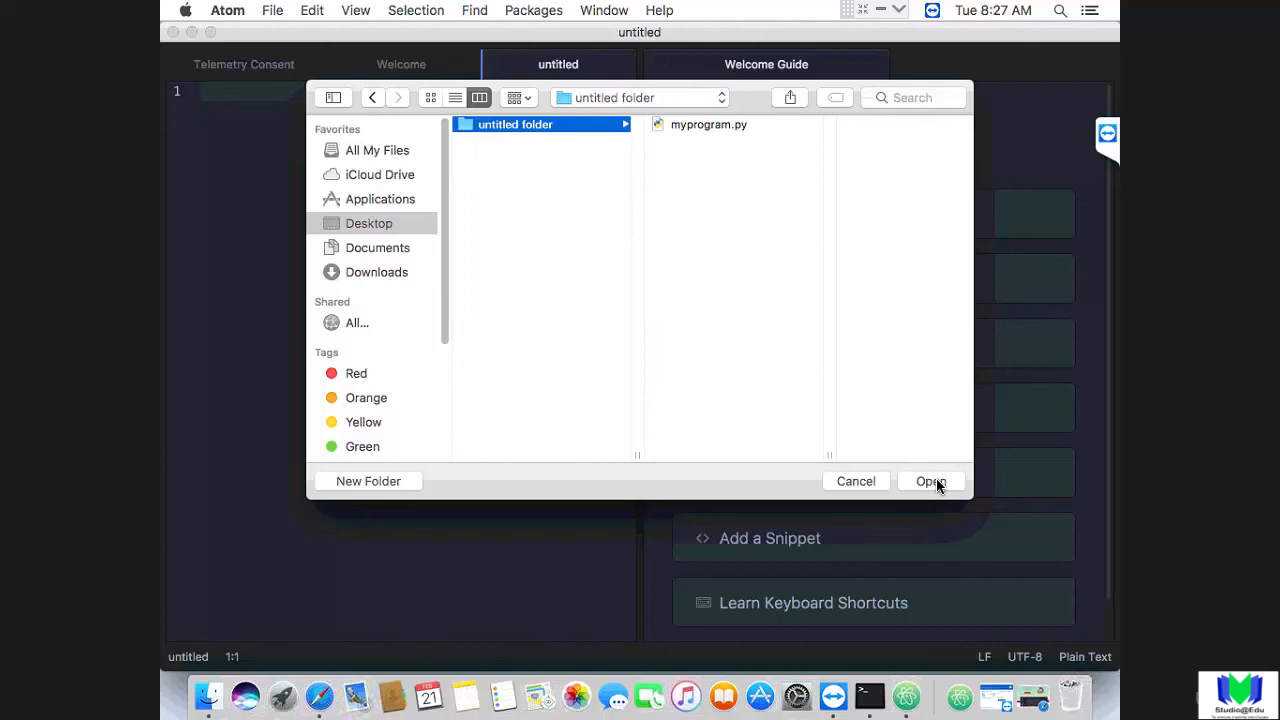 Atom File Edit View Selection Find Packages Window Help Tue 8:27 AM
untitled
Telemetry Consent Welcome untitled Welcome Guide
1
untitled folder Search
Favorites
All My Files
iCloud Drive
Applications
Desktop
Documents
Downloads
Shared
All...
Tags
Red
Orange
Yellow
Green
untitled folder
myprogram.py
New Folder Cancel Open
Add a Snippet
Learn Keyboard Shortcuts
untitled 1:1 LF UTF-8 Plain Text
FEB
21
Studio@Edu